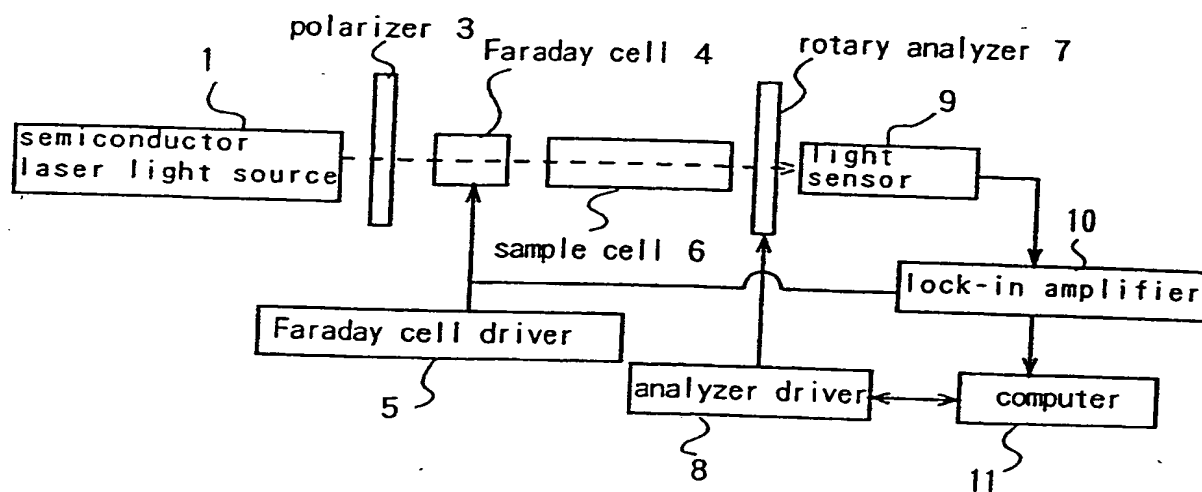 polarizer 3
1
Faraday cell 4
rotary analyzer 7
9
semiconductor
laser light source
light
sensor
sample cell 6
10
lock-in amplifier
Faraday cell driver
5
analyzer driver
computer
8
11